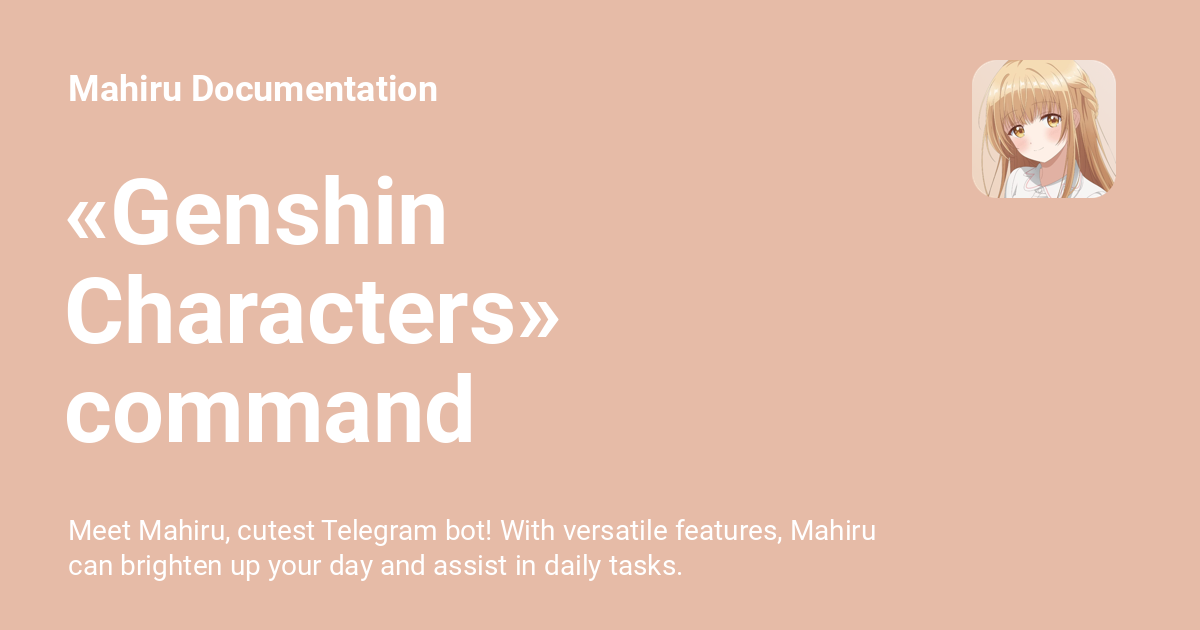 Mahiru Documentation
«Genshin
Characters»
command
Meet Mahiru, cutest Telegram bot! With versatile features, Mahiru
can brighten up your day and assist in daily tasks.